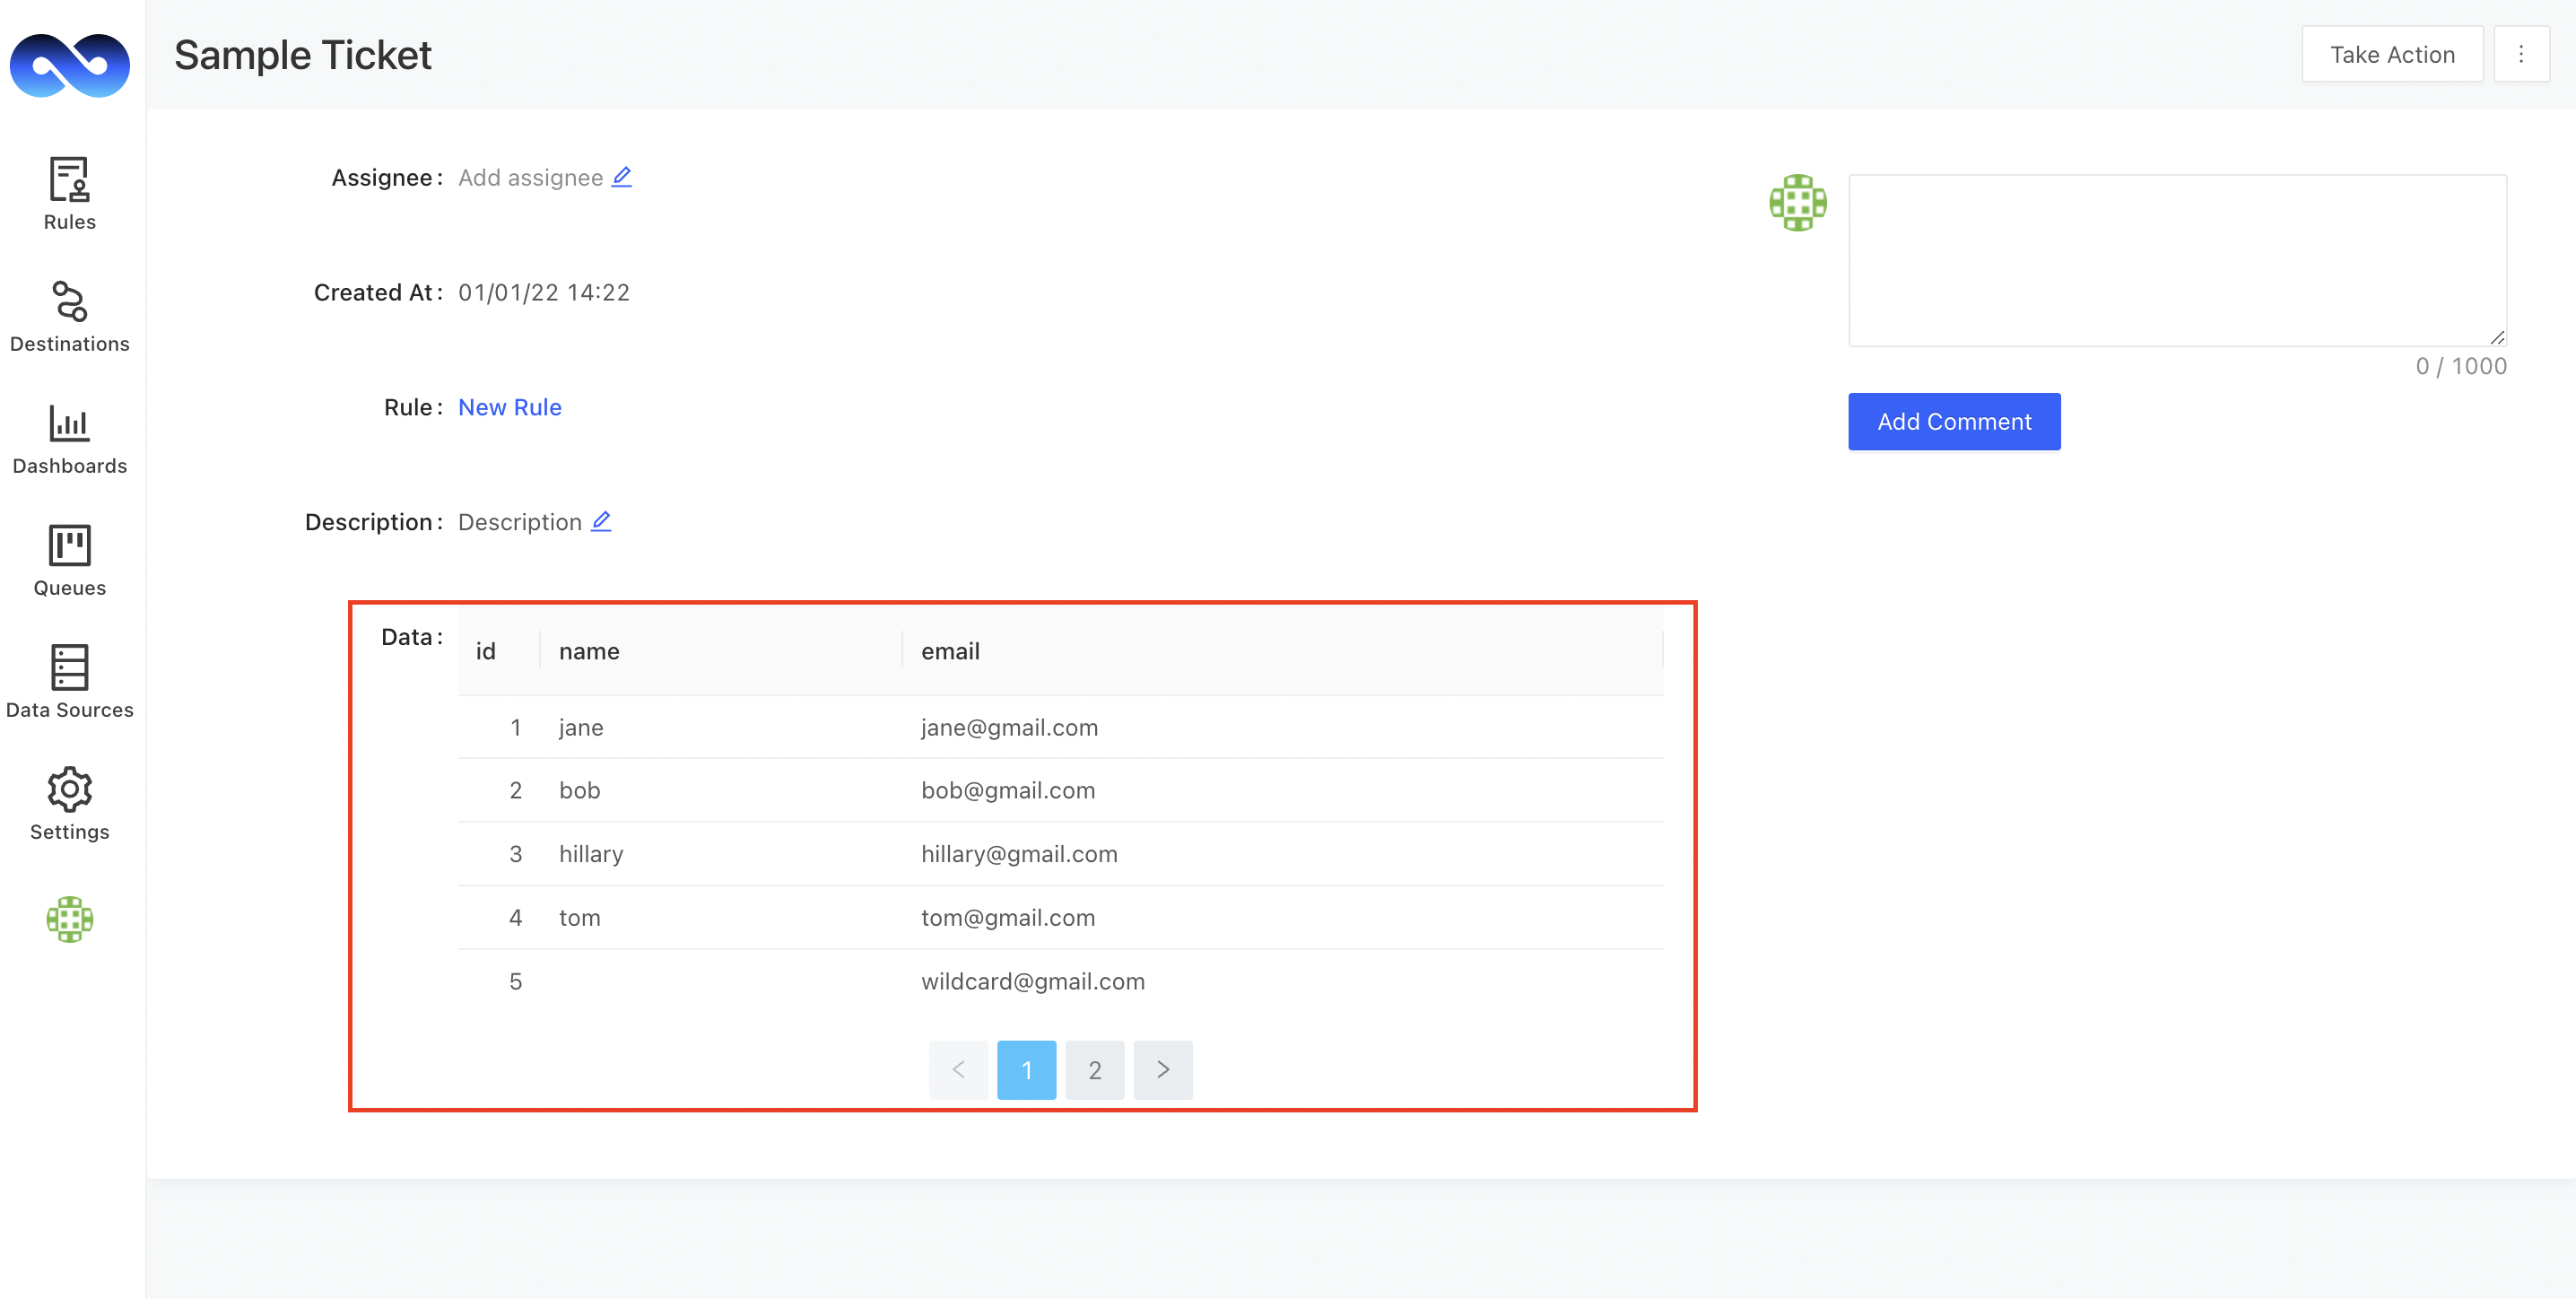 Sample Ticket
Take Action
Rules
Destinations
Dashboards
Queues
Data Sources
Settings
Assignee: Add assignee
Created At: 01/01/22 14:22
Rule: New Rule
Description: Description
Data:
id name email
1 jane jane@gmail.com
2 bob bob@gmail.com
3 hillary hillary@gmail.com
4 tom tom@gmail.com
5 wildcard@gmail.com
< 1 2 >
0 / 1000
Add Comment